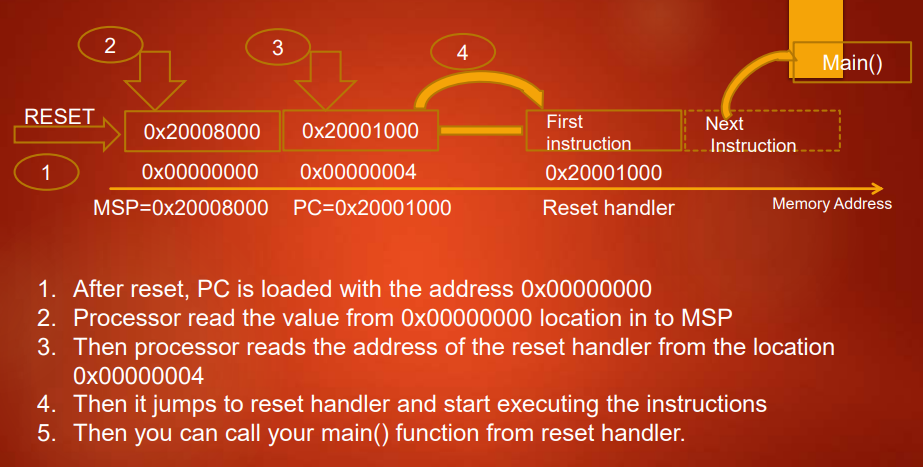 2
3
4
Main()
RESET
0x20008000
0x20001000
First
instruction
Next
Instruction
1
0x00000000
0x00000004
0x20001000
MSP=0x20008000
PC=0x20001000
Reset handler
Memory Address
1. After reset, PC is loaded with the address 0x00000000
2. Processor read the value from 0x00000000 location in to MSP
3. Then processor reads the address of the reset handler from the location
0x00000004
4. Then it jumps to reset handler and start executing the instructions
5. Then you can call your main() function from reset handler.